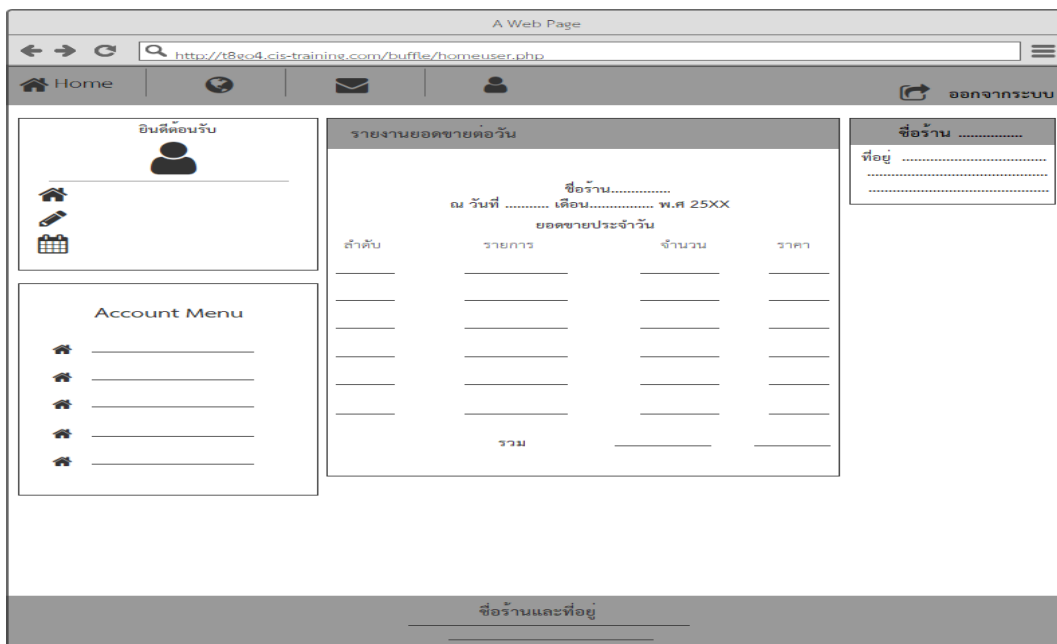 A Web Page
http://t8go4.cis-training.com/buffle/homeuser.php
Home
ออกจากระบบ
ยินดีต้อนรับ
Account Menu
รายงานยอดขายต่อวัน
ชื่อร้าน...............
ณ วันที่ ........... เดือน................ พ.ศ 25XX
ยอดขายประจำวัน
ลำดับ รายการ จำนวน ราคา
รวม
ชื่อร้าน ................
ที่อยู่ ....................................
.............................................
.............................................
ชื่อร้านและที่อยู่